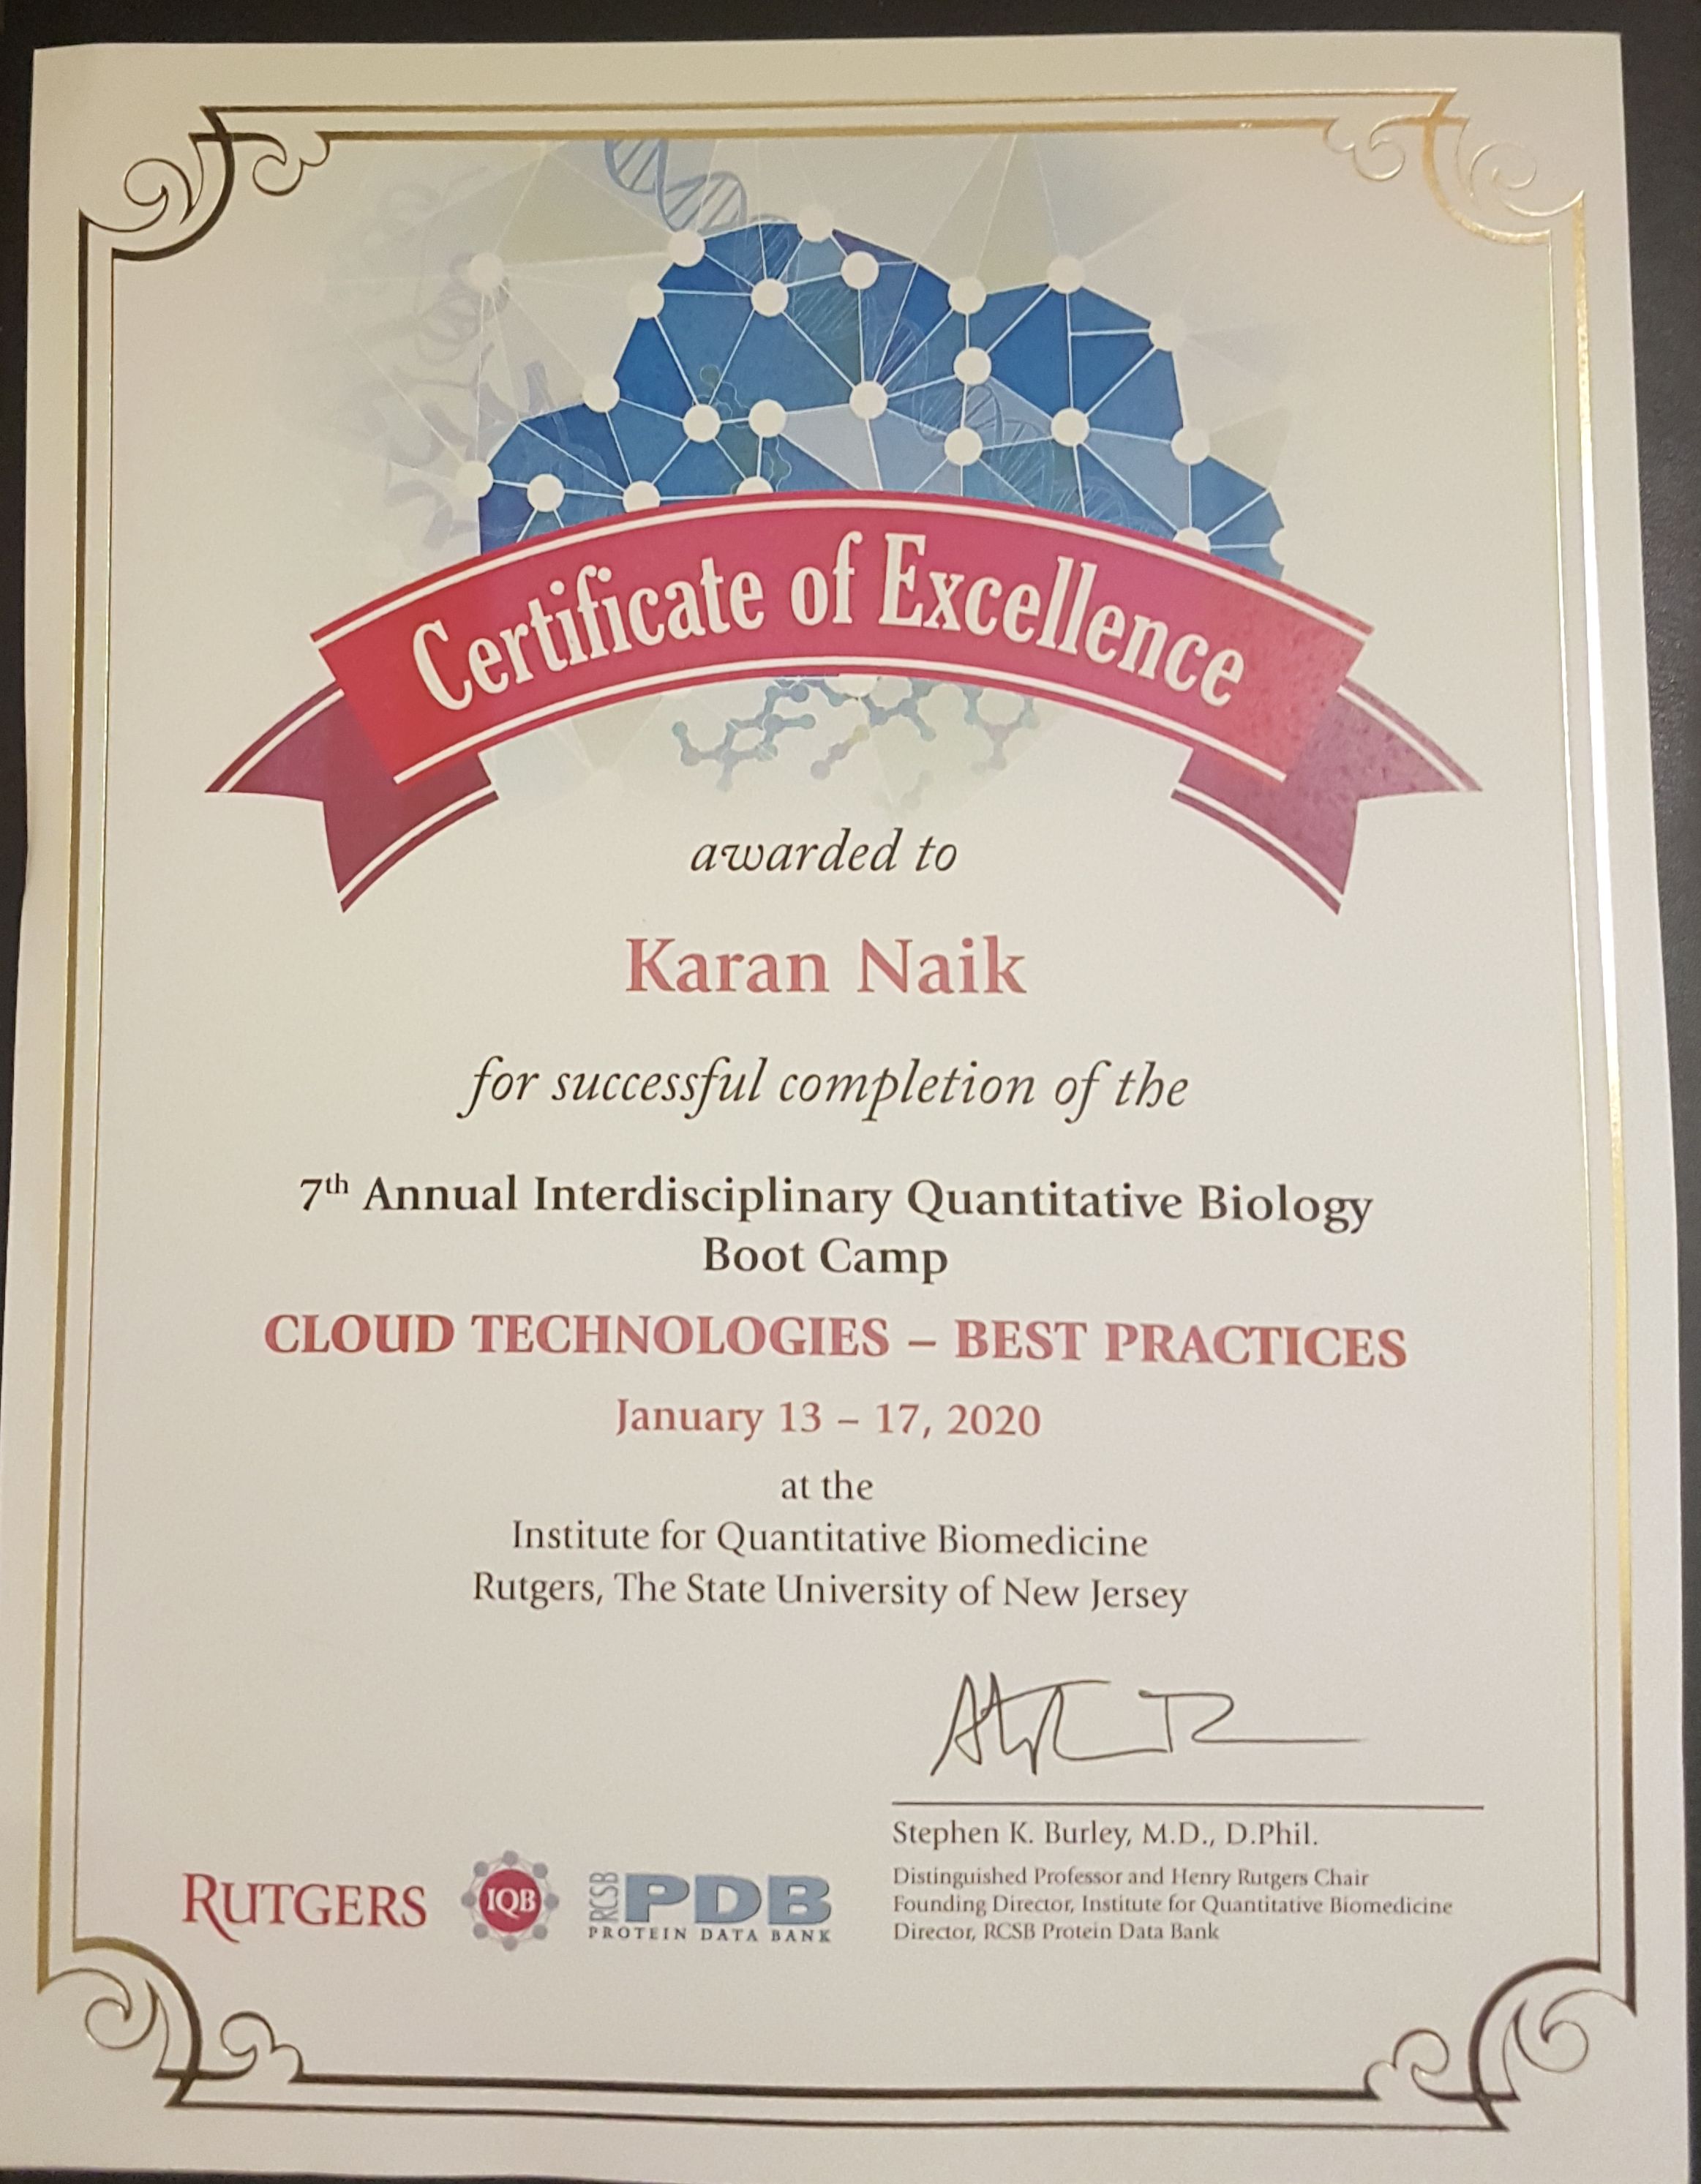 Certificate of Excellence
awarded to
Karan Naik
for successful completion of the
7th Annual Interdisciplinary Quantitative Biology
Boot Camp
CLOUD TECHNOLOGIES – BEST PRACTICES
January 13 – 17, 2020
at the
Institute for Quantitative Biomedicine
Rutgers, The State University of New Jersey
Stephen K. Burley, M.D., D.Phil.
Distinguished Professor and Henry Rutgers Chair
Founding Director, Institute for Quantitative Biomedicine
Director, RCSB Protein Data Bank
RUTGERS
IQB
RCSB PDB
PROTEIN DATA BANK